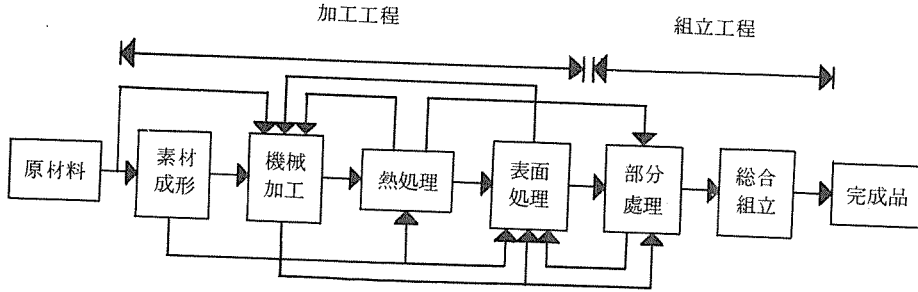 加工工程
組立工程
原材料
素材
成形
機械
加工
熱処理
表面
処理
部分
處理
総合
組立
完成品